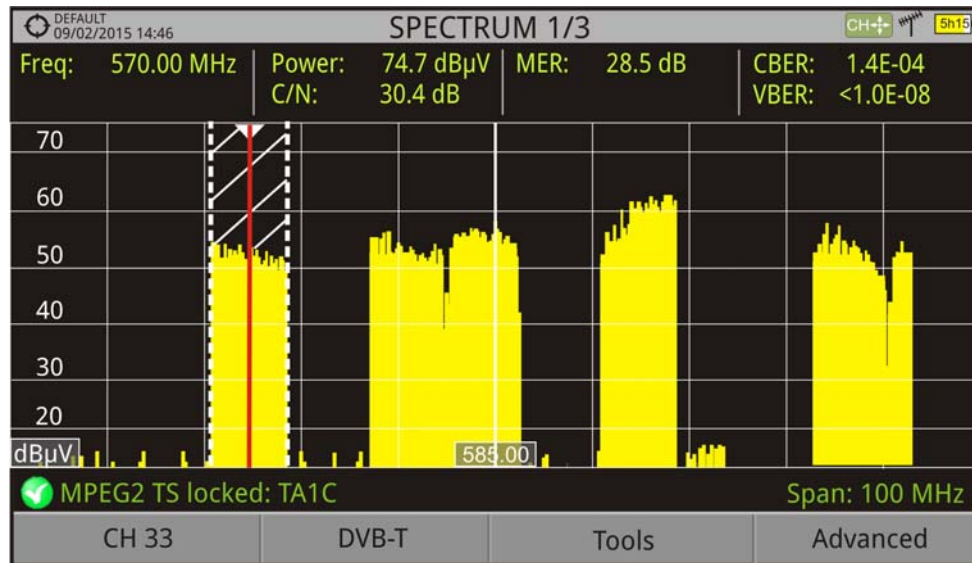 DEFAULT
09/02/2015 14:46
SPECTRUM 1/3
CH
5h15
Freq: 570.00 MHz
Power: 74.7 dBµV
MER: 28.5 dB
CBER: 1.4E-04
C/N: 30.4 dB
VBER: <1.0E-08
70
60
50
40
30
20
dBµV
585.00
MPEG2 TS locked: TA1C
Span: 100 MHz
CH 33
DVB-T
Tools
Advanced